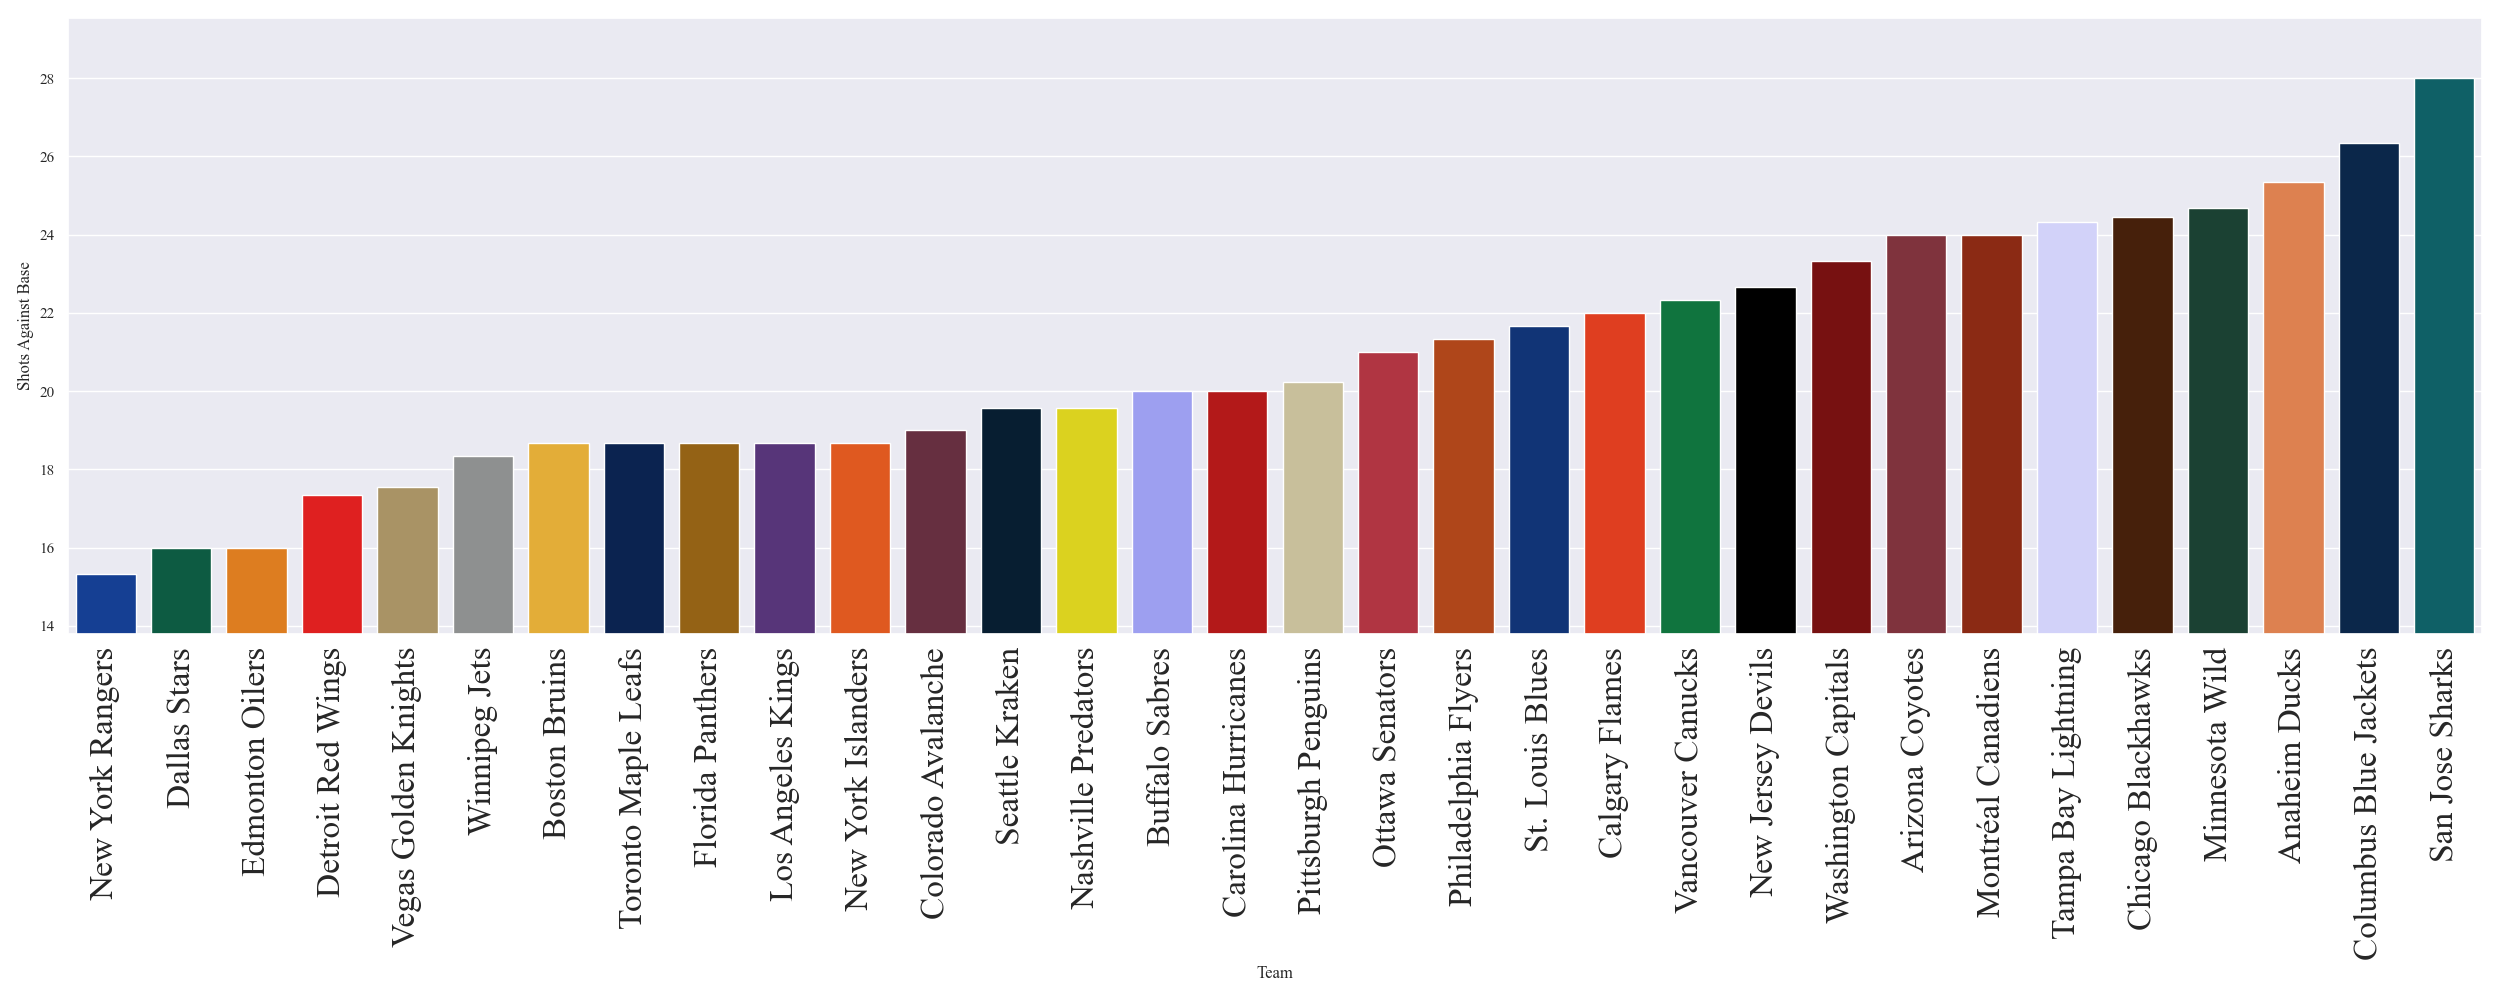 28
26
24
22
20
18
16
14
Shots Against Base
New York Rangers
Dallas Stars
Edmonton Oilers
Detroit Red Wings
Vegas Golden Knights
Winnipeg Jets
Boston Bruins
Toronto Maple Leafs
Florida Panthers
Los Angeles Kings
New York Islanders
Colorado Avalanche
Seattle Kraken
Nashville Predators
Buffalo Sabres
Carolina Hurricanes
Pittsburgh Penguins
Ottawa Senators
Philadelphia Flyers
St. Louis Blues
Calgary Flames
Vancouver Canucks
New Jersey Devils
Washington Capitals
Arizona Coyotes
Montréal Canadiens
Tampa Bay Lightning
Chicago Blackhawks
Minnesota Wild
Anaheim Ducks
Columbus Blue Jackets
San Jose Sharks
Team